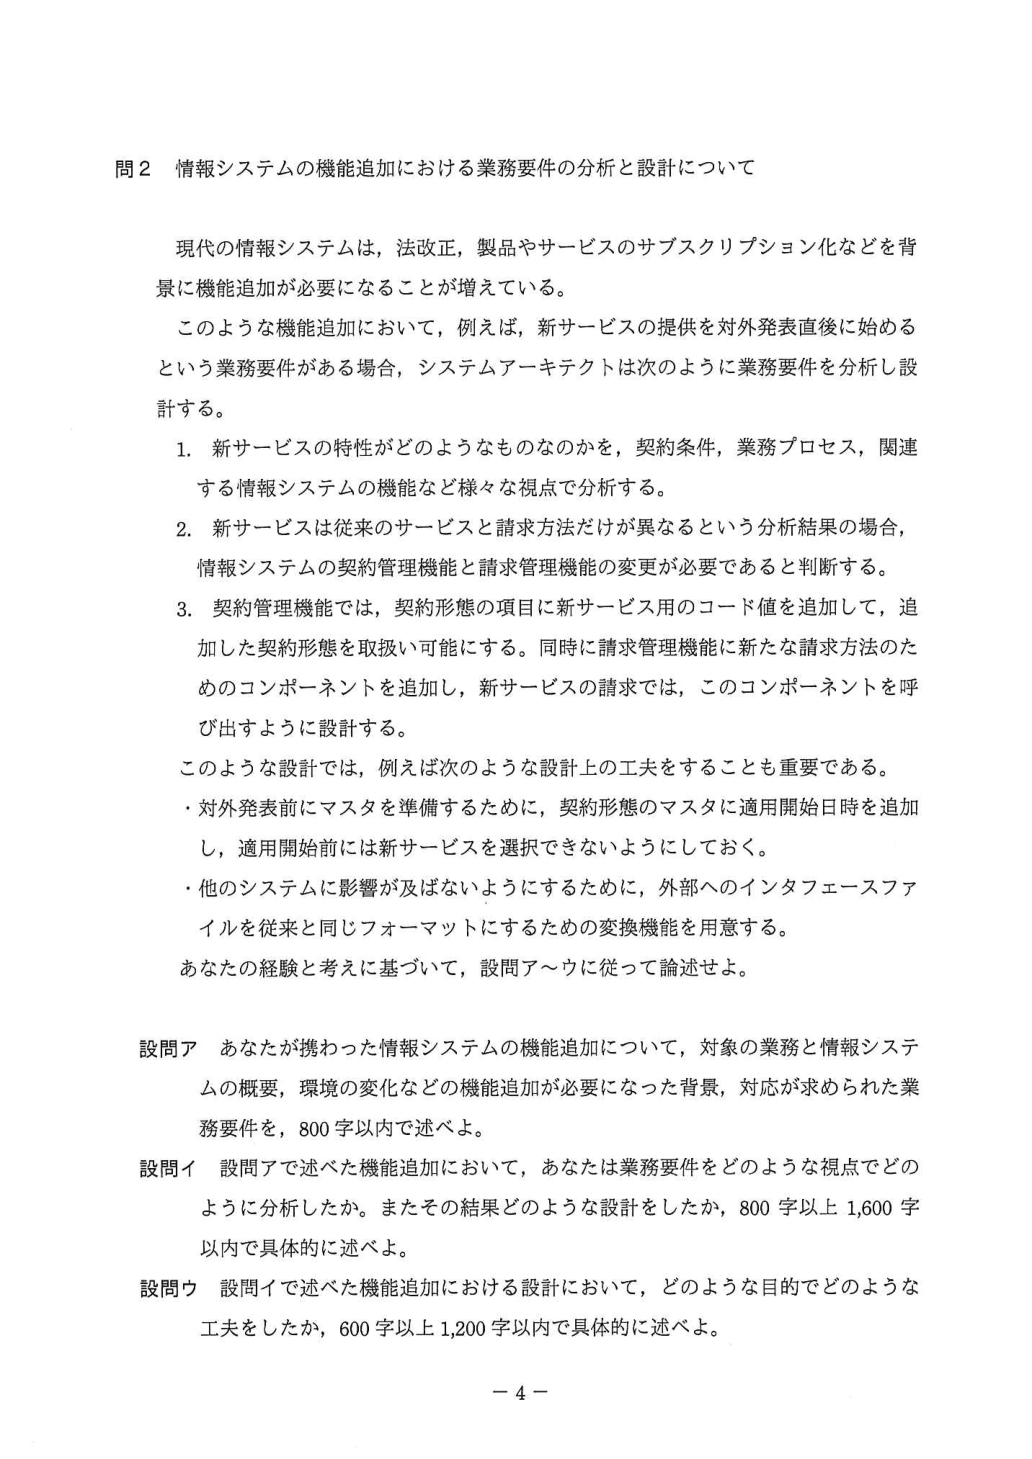 問２　情報システムの機能追加における業務要件の分析と設計について
現代の情報システムは，法改正，製品やサービスのサブスクリプション化などを背
景に機能追加が必要になることが増えている。
このような機能追加において，例えば，新サービスの提供を対外発表直後に始める
という業務要件がある場合，システムアーキテクトは次のように業務要件を分析し設
計する。
1.　新サービスの特性がどのようなものなのかを，契約条件，業務プロセス，関連
する情報システムの機能など様々な視点で分析する。
2.　新サービスは従来のサービスと請求方法だけが異なるという分析結果の場合，
情報システムの契約管理機能と請求管理機能の変更が必要であると判断する。
3.　契約管理機能では，契約形態の項目に新サービス用のコード値を追加して，追
加した契約形態を取扱い可能にする。同時に請求管理機能に新たな請求方法のた
めのコンポーネントを追加し，新サービスの請求では，このコンポーネントを呼
び出すように設計する。
このような設計では，例えば次のような設計上の工夫をすることも重要である。
・対外発表前にマスタを準備するために，契約形態のマスタに適用開始日時を追加
し，適用開始前には新サービスを選択できないようにしておく。
・他のシステムに影響が及ばないようにするために，外部へのインタフェースファ
イルを従来と同じフォーマットにするための変換機能を用意する。
あなたの経験と考えに基づいて，設問ア～ウに従って論述せよ。
設問ア　あなたが携わった情報システムの機能追加について，対象の業務と情報システ
ムの概要，環境の変化などの機能追加が必要になった背景，対応が求められた業
務要件を，800 字以内で述べよ。
設問イ　設問アで述べた機能追加において，あなたは業務要件をどのような視点でどの
ように分析したか。またその結果どのような設計をしたか，800 字以上 1,600 字
以内で具体的に述べよ。
設問ウ　設問イで述べた機能追加における設計において，どのような目的でどのような
工夫をしたか，600 字以上 1,200 字以内で具体的に述べよ。
－ 4 －